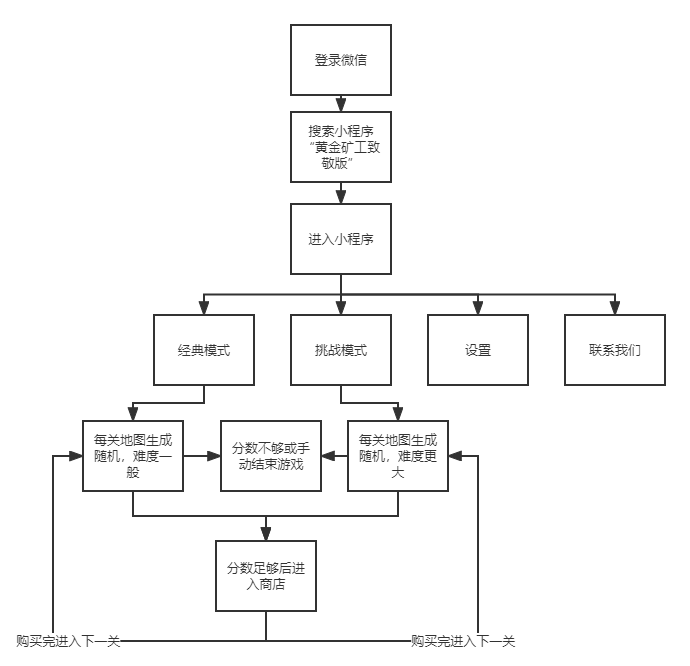 登录微信
搜索小程序
“黄金矿工致
敬版”
进入小程序
经典模式
挑战模式
设置
联系我们
每关地图生成
随机，难度一
般
分数不够或手
动结束游戏
每关地图生成
随机，难度更
大
分数足够后进
入商店
购买完进入下一关
购买完进入下一关